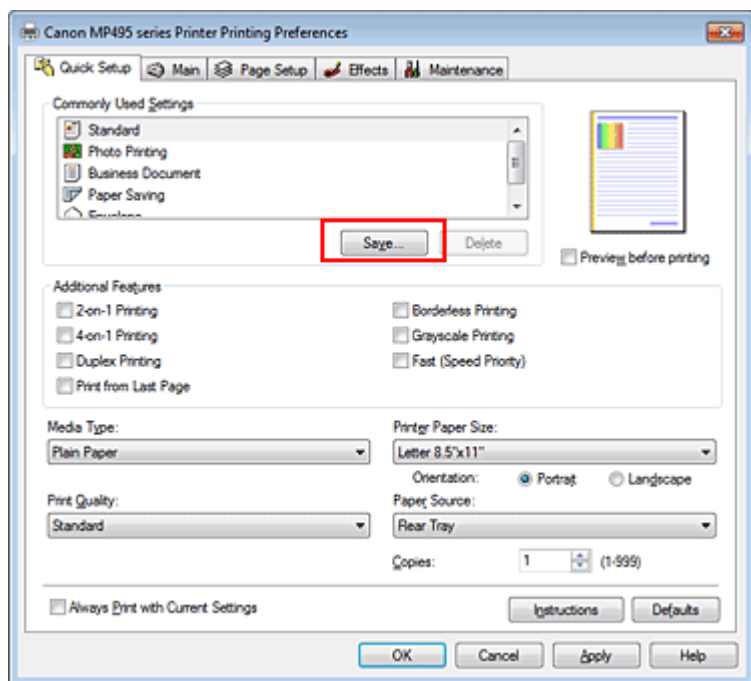 Canon MP495 series Printer Printing Preferences
Quick Setup Main Page Setup Effects Maintenance
Commonly Used Settings
Standard
Photo Printing
Business Document
Paper Saving
Envelope
Save... Delete
Preview before printing
Additional Features
2-on-1 Printing Borderless Printing
4-on-1 Printing Grayscale Printing
Duplex Printing Fast (Speed Priority)
Print from Last Page
Media Type: Printer Paper Size:
Plain Paper Letter 8.5"x11"
Orientation: Portrait Landscape
Print Quality: Paper Source:
Standard Rear Tray
Copies: 1 (1-999)
Always Print with Current Settings Instructions Defaults
OK Cancel Apply Help